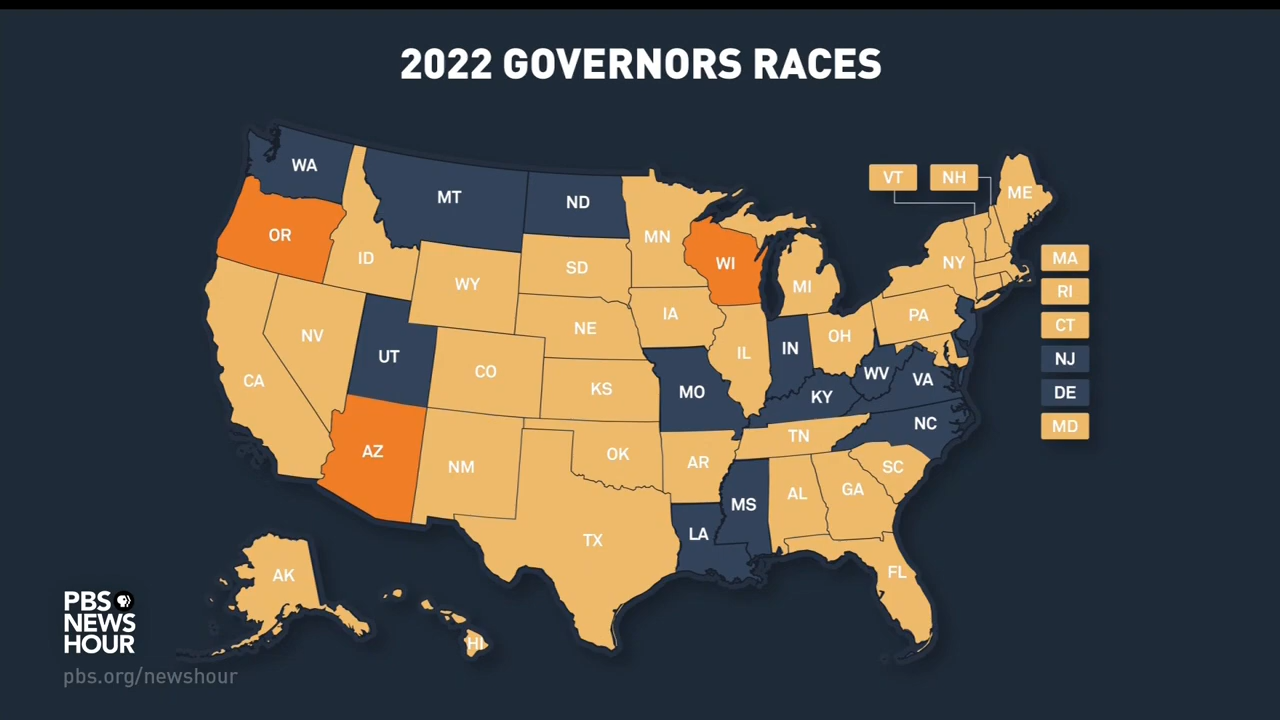 2022 GOVERNORS RACES
WA
MT
ND
VT
NH
ME
OR
ID
WY
SD
MN
WI
MI
NY
MA
RI
CT
NJ
DE
MD
NV
UT
CO
NE
IA
IL
IN
OH
PA
CA
KS
MO
KY
WV
VA
AZ
NM
OK
AR
TN
NC
SC
TX
LA
MS
AL
GA
FL
AK
HI
PBS
NEWS
HOUR
pbs.org/newshour